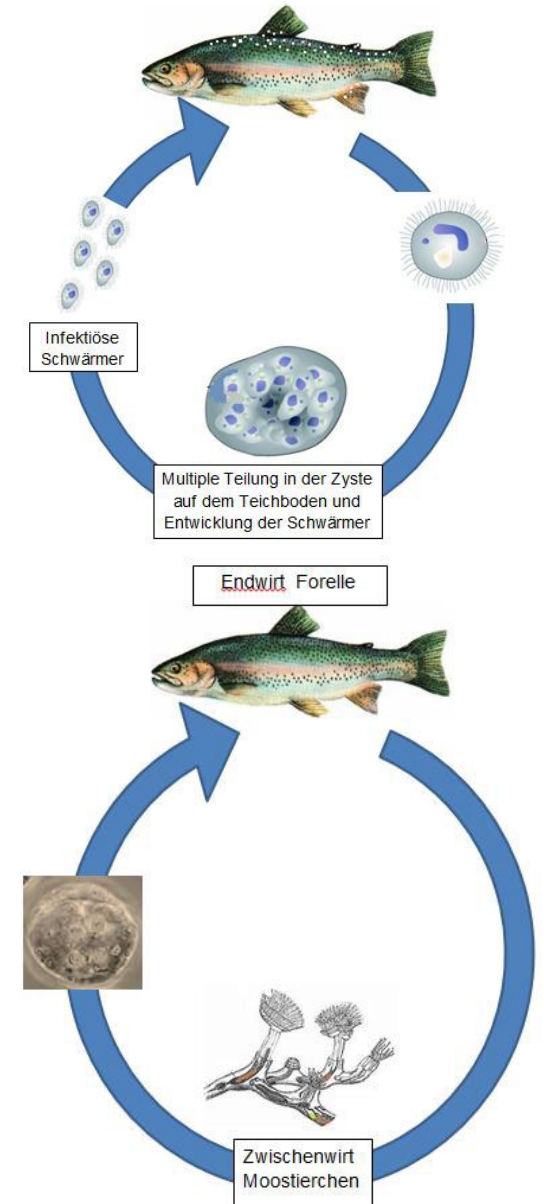 Infektiöse
Schwärmer
Multiple Teilung in der Zyste
auf dem Teichboden und
Entwicklung der Schwärmer
Endwirt Forelle
Zwischenwirt
Moostierchen